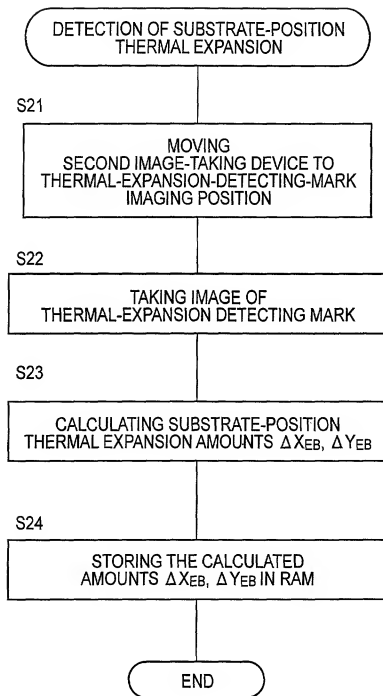 DETECTION OF SUBSTRATE-POSITION
THERMAL EXPANSION
S21
MOVING
SECOND IMAGE-TAKING DEVICE TO
THERMAL-EXPANSION-DETECTING-MARK
IMAGING POSITION
S22
TAKING IMAGE OF
THERMAL-EXPANSION DETECTING MARK
S23
CALCULATING SUBSTRATE-POSITION
THERMAL EXPANSION AMOUNTS ΔXEB, ΔYEB
S24
STORING THE CALCULATED
AMOUNTS ΔXEB, ΔYEB IN RAM
END